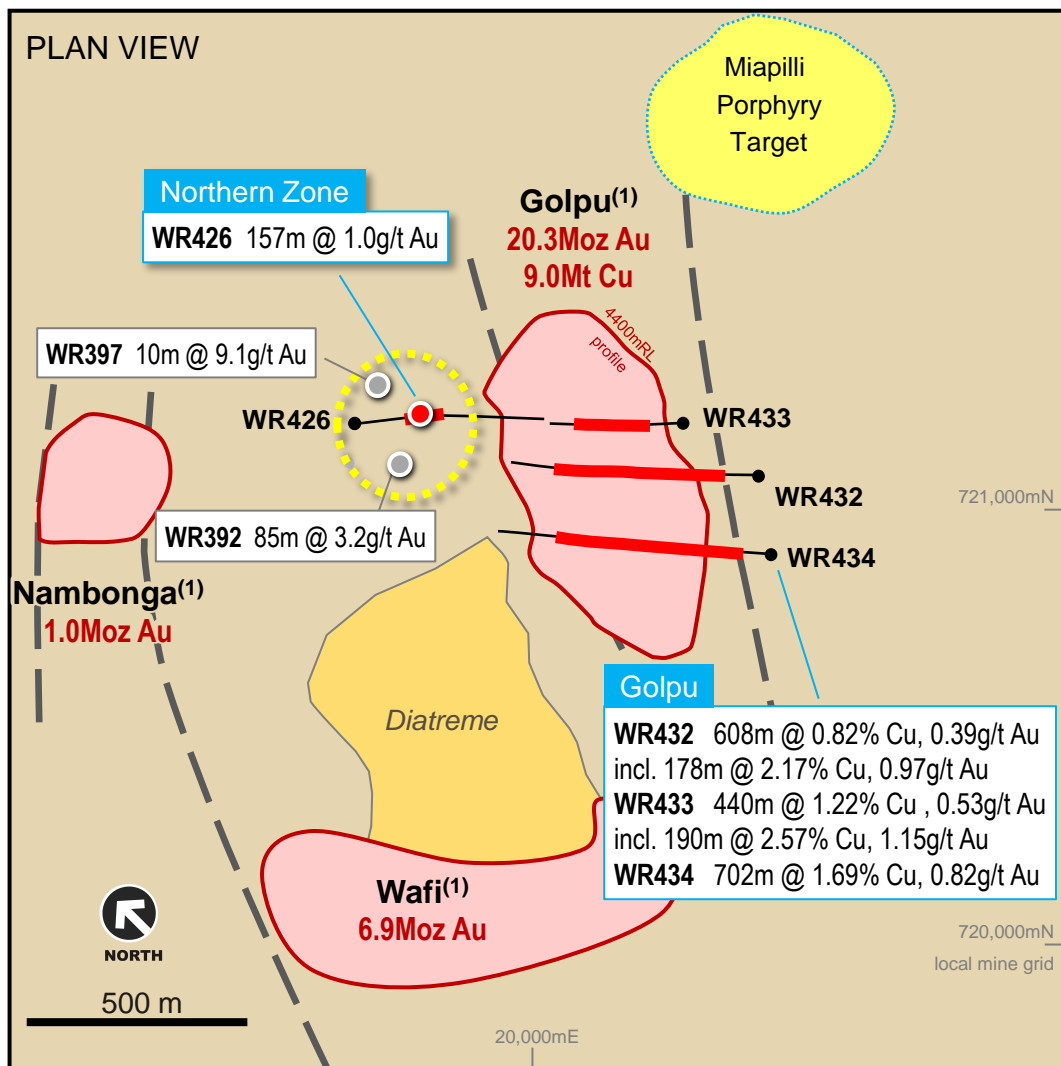 PLAN VIEW
Miapilli
Porphyry
Target
Northern Zone
WR426 157m @ 1.0g/t Au
Golpu(1)
20.3Moz Au
9.0Mt Cu
4400mRL
profile
WR397 10m @ 9.1g/t Au
WR426
WR433
WR432
721,000mN
WR392 85m @ 3.2g/t Au
WR434
Nambonga(1)
1.0Moz Au
Golpu
WR432 608m @ 0.82% Cu, 0.39g/t Au
incl. 178m @ 2.17% Cu, 0.97g/t Au
WR433 440m @ 1.22% Cu , 0.53g/t Au
incl. 190m @ 2.57% Cu, 1.15g/t Au
WR434 702m @ 1.69% Cu, 0.82g/t Au
Diatreme
Wafi(1)
6.9Moz Au
NORTH
720,000mN
local mine grid
500 m
20,000mE